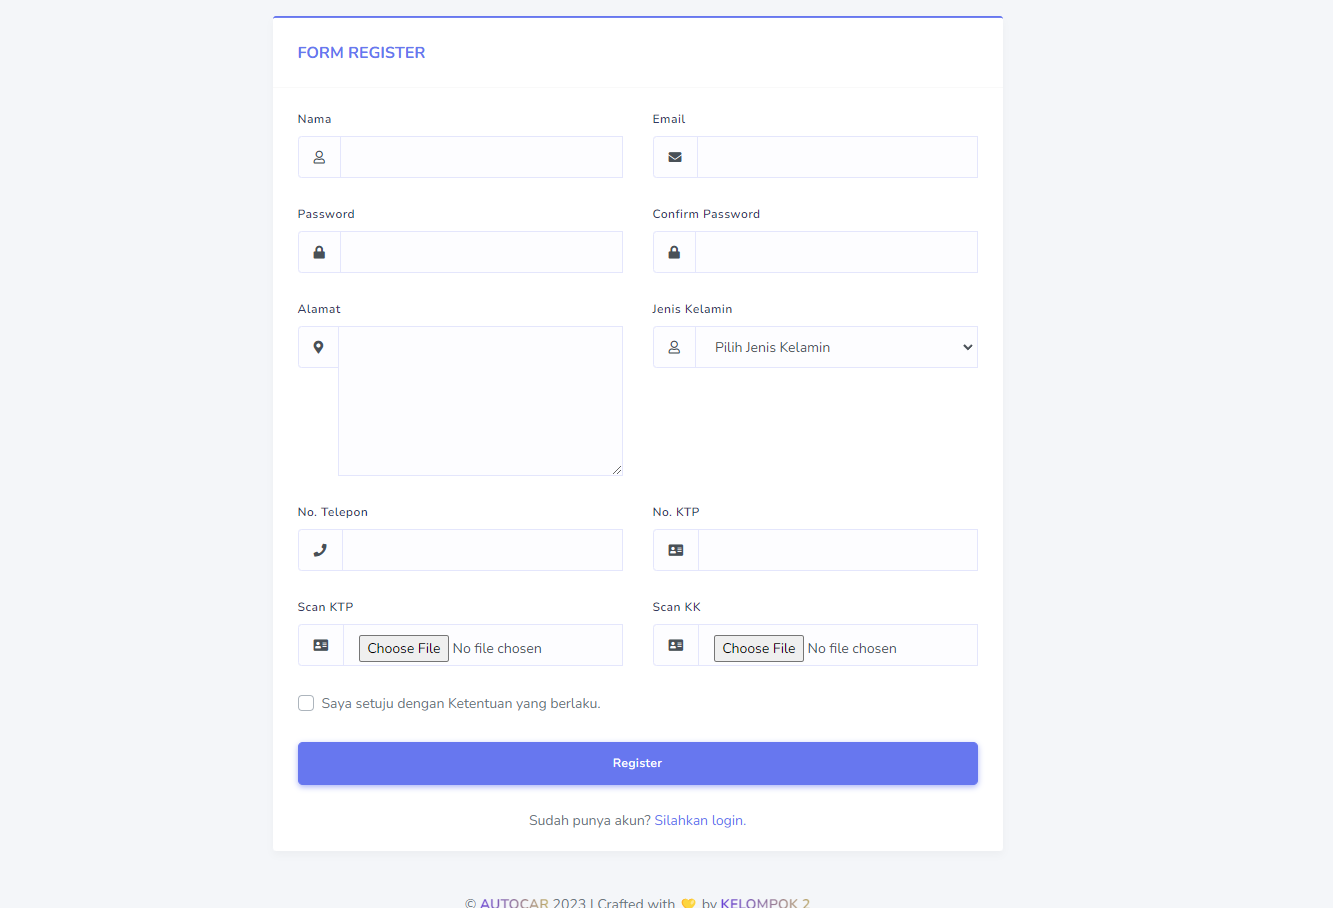 FORM REGISTER
Nama
Email
Password
Confirm Password
Alamat
Jenis Kelamin
Pilih Jenis Kelamin
No. Telepon
No. KTP
Scan KTP
Scan KK
Choose File No file chosen
Choose File No file chosen
Saya setuju dengan Ketentuan yang berlaku.
Register
Sudah punya akun? Silahkan login.
© AUTOCAR 2023 | Crafted with 💛 by KELOMPOK 2